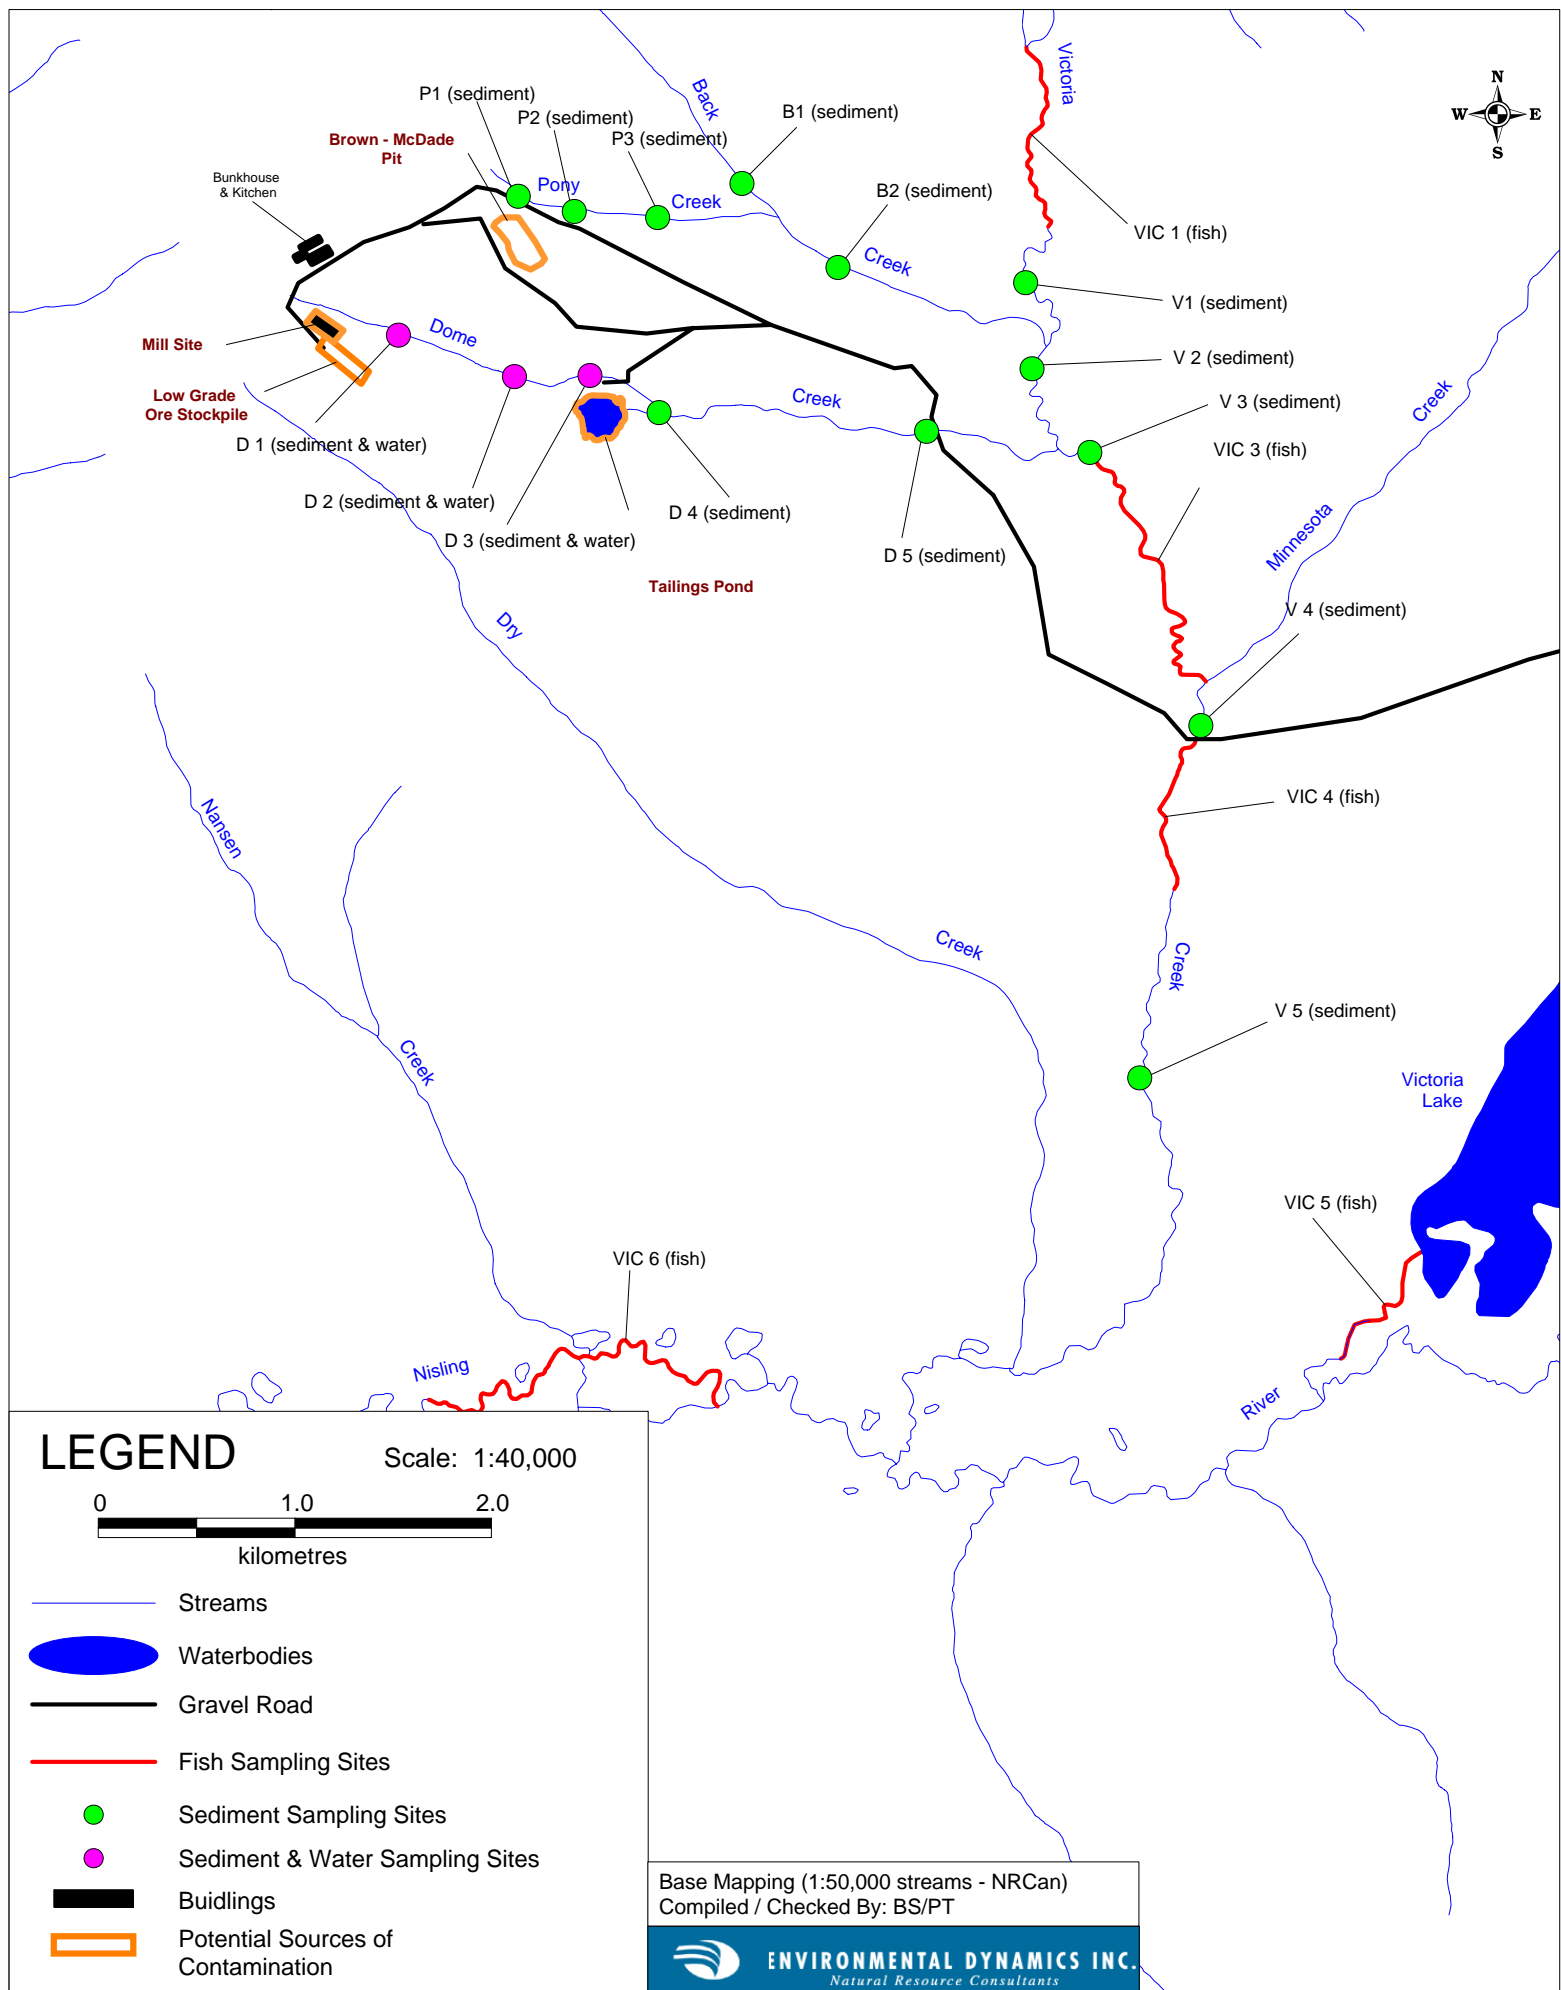 Victoria
Back
N
W
E
S
P1 (sediment)
P2 (sediment)
P3 (sediment)
B1 (sediment)
Brown - McDade
Pit
Bunkhouse
& Kitchen
Pony
Creek
B2 (sediment)
VIC 1 (fish)
Creek
V1 (sediment)
Dome
Mill Site
V 2 (sediment)
Low Grade
Ore Stockpile
Creek
V 3 (sediment)
Creek
D 1 (sediment & water)
VIC 3 (fish)
D 2 (sediment & water)
D 4 (sediment)
D 3 (sediment & water)
D 5 (sediment)
Minnesota
Tailings Pond
V 4 (sediment)
Dry
VIC 4 (fish)
Nansen
Creek
Creek
V 5 (sediment)
Creek
Victoria
Lake
VIC 5 (fish)
VIC 6 (fish)
Nisling
River
LEGEND
Scale: 1:40,000
0 1.0 2.0
kilometres
Streams
Waterbodies
Gravel Road
Fish Sampling Sites
Sediment Sampling Sites
Sediment & Water Sampling Sites
Buidlings
Potential Sources of
Contamination
Base Mapping (1:50,000 streams - NRCan)
Compiled / Checked By: BS/PT
ENVIRONMENTAL DYNAMICS INC.
Natural Resource Consultants